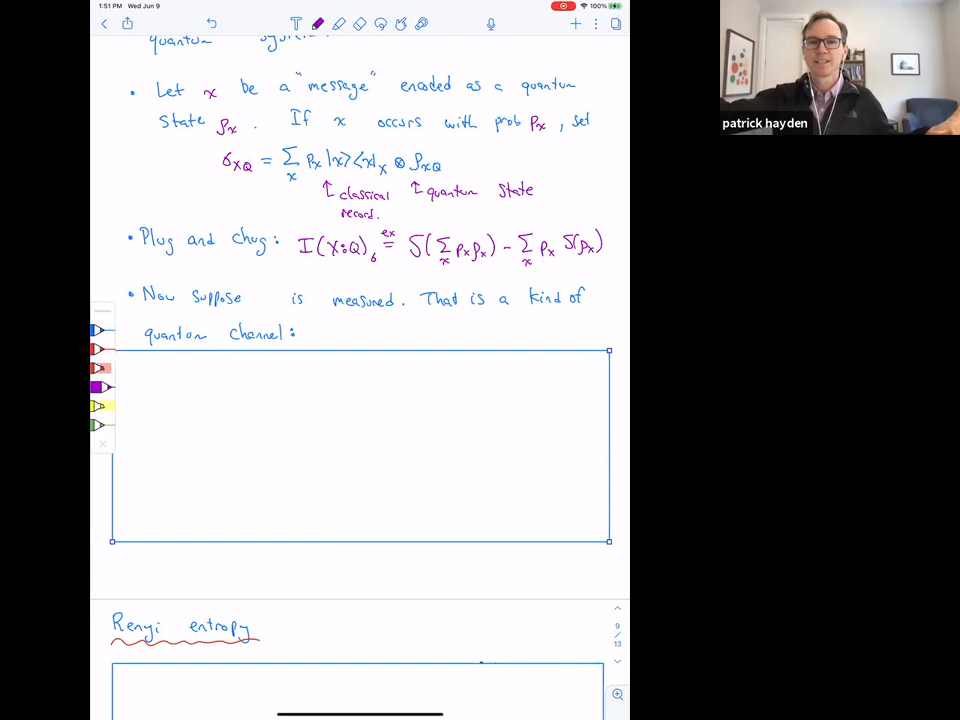 1:51 PM Wed Jun 9
100%
quantum system.
• Let x be a "message" encoded as a quantum
state ρx . If x occurs with prob px , set
σXQ = Σx px |x><x|X ⊗ ρxQ
↑ classical record. ↑ quantum state
• Plug and chug: I(X:Q)σ ex= S(Σx pxρx) - Σx px S(ρx)
• Now suppose is measured. That is a kind of
quantum channel:
Renyi entropy
9
/
13
patrick hayden